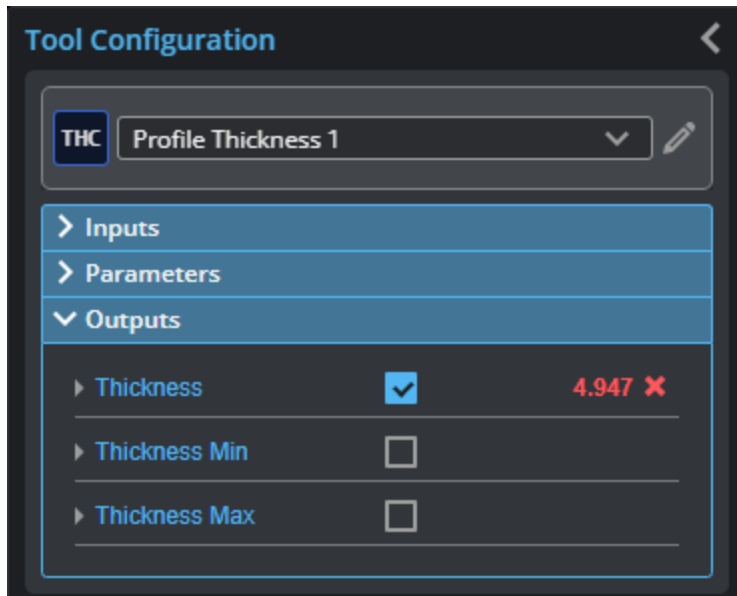 Tool Configuration
THC Profile Thickness 1
Inputs
Parameters
Outputs
Thickness 4.947
Thickness Min
Thickness Max